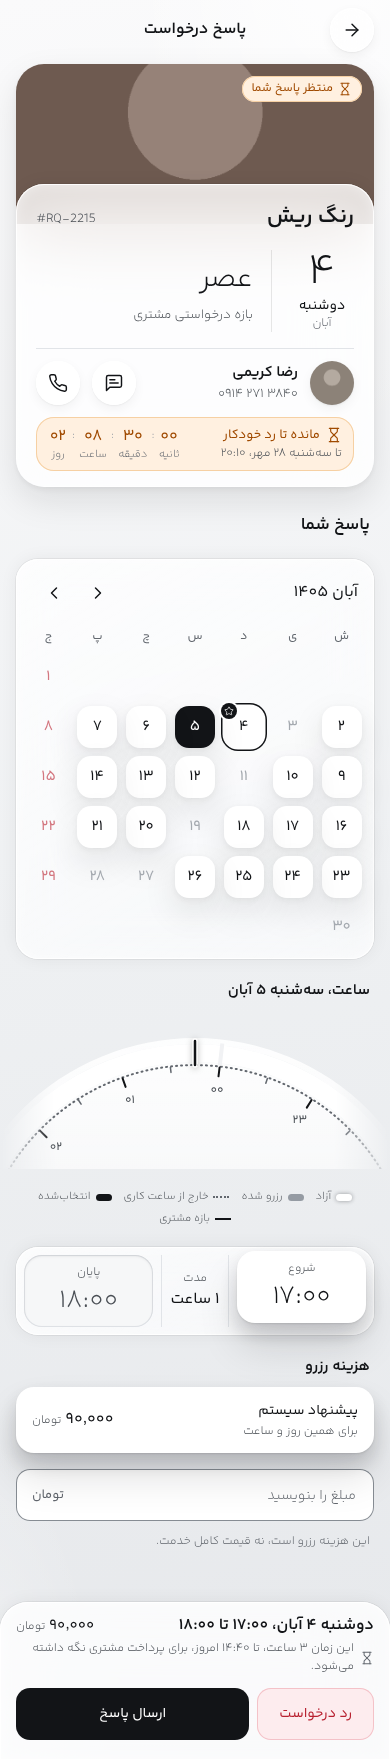 پاسخ درخواست
منتظر پاسخ شما
رنگ ریش
#RQ-2215
۴
دوشنبه
آبان
عصر
بازه درخواستی مشتری
رضا کریمی
۰۹۱۴ ۲۷۱ ۳۸۴۰
مانده تا رد خودکار
تا سه‌شنبه ۲۸ مهر، ۲۰:۱۰
۰۲ : ۰۸ : ۳۰ : ۰۰
روز ساعت دقیقه ثانیه
پاسخ شما
آبان ۱۴۰۵
ش ی د س چ پ ج
۱
۲ ۳ ۴ ۵ ۶ ۷ ۸
۹ ۱۰ ۱۱ ۱۲ ۱۳ ۱۴ ۱۵
۱۶ ۱۷ ۱۸ ۱۹ ۲۰ ۲۱ ۲۲
۲۳ ۲۴ ۲۵ ۲۶ ۲۷ ۲۸ ۲۹
۳۰
ساعت، سه‌شنبه ۵ آبان
۰۲ ۰۱ ۰۰ ۲۳
آزاد رزرو شده خارج از ساعت کاری انتخاب‌شده
بازه مشتری
شروع
۱۷:۰۰
مدت
۱ ساعت
پایان
۱۸:۰۰
هزینه رزرو
پیشنهاد سیستم
برای همین روز و ساعت
۹۰,۰۰۰ تومان
مبلغ را بنویسید
تومان
این هزینه رزرو است، نه قیمت کامل خدمت.
دوشنبه ۴ آبان، ۱۷:۰۰ تا ۱۸:۰۰
۹۰,۰۰۰ تومان
این زمان ۳ ساعت، تا ۱۴:۴۰ امروز، برای پرداخت مشتری نگه داشته
می‌شود.
رد درخواست
ارسال پاسخ